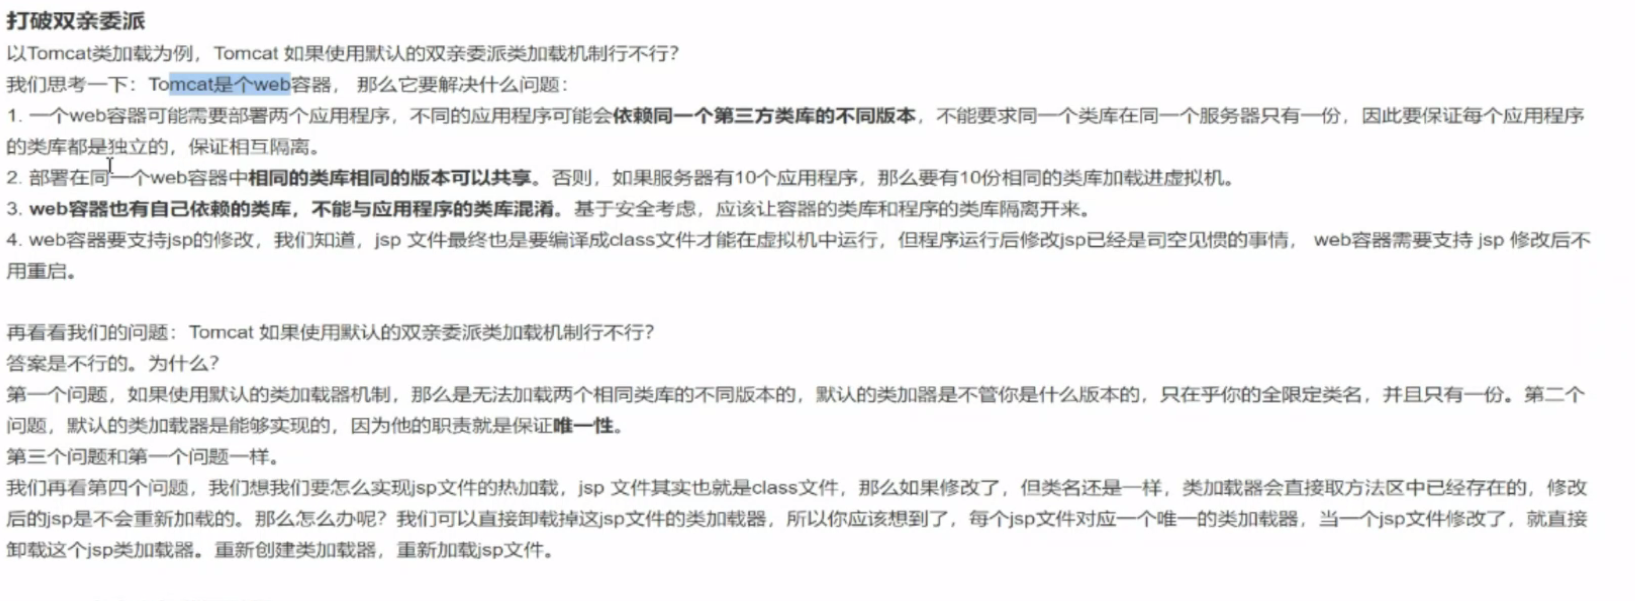 打破双亲委派
以Tomcat类加载为例，Tomcat 如果使用默认的双亲委派类加载机制行不行？
我们思考一下：Tomcat是个web容器， 那么它要解决什么问题：
1. 一个web容器可能需要部署两个应用程序，不同的应用程序可能会依赖同一个第三方类库的不同版本，不能要求同一个类库在同一个服务器只有一份，因此要保证每个应用程序
的类库都是独立的，保证相互隔离。
2. 部署在同一个web容器中相同的类库相同的版本可以共享。否则，如果服务器有10个应用程序，那么要有10份相同的类库加载进虚拟机。
3. web容器也有自己依赖的类库，不能与应用程序的类库混淆。基于安全考虑，应该让容器的类库和程序的类库隔离开来。
4. web容器要支持jsp的修改，我们知道，jsp 文件最终也是要编译成class文件才能在虚拟机中运行，但程序运行后修改jsp已经是司空见惯的事情， web容器需要支持 jsp 修改后不
用重启。
再看看我们的问题：Tomcat 如果使用默认的双亲委派类加载机制行不行？
答案是不行的。为什么？
第一个问题，如果使用默认的类加载器机制，那么是无法加载两个相同类库的不同版本的，默认的类加器是不管你是什么版本的，只在乎你的全限定类名，并且只有一份。第二个
问题，默认的类加载器是能够实现的，因为他的职责就是保证唯一性。
第三个问题和第一个问题一样。
我们再看第四个问题，我们想我们要怎么实现jsp文件的热加载，jsp 文件其实也就是class文件，那么如果修改了，但类名还是一样，类加载器会直接取方法区中已经存在的，修改
后的jsp是不会重新加载的。那么怎么办呢？我们可以直接卸载掉这jsp文件的类加载器，所以你应该想到了，每个jsp文件对应一个唯一的类加载器，当一个jsp文件修改了，就直接
卸载这个jsp类加载器。重新创建类加载器，重新加载jsp文件。